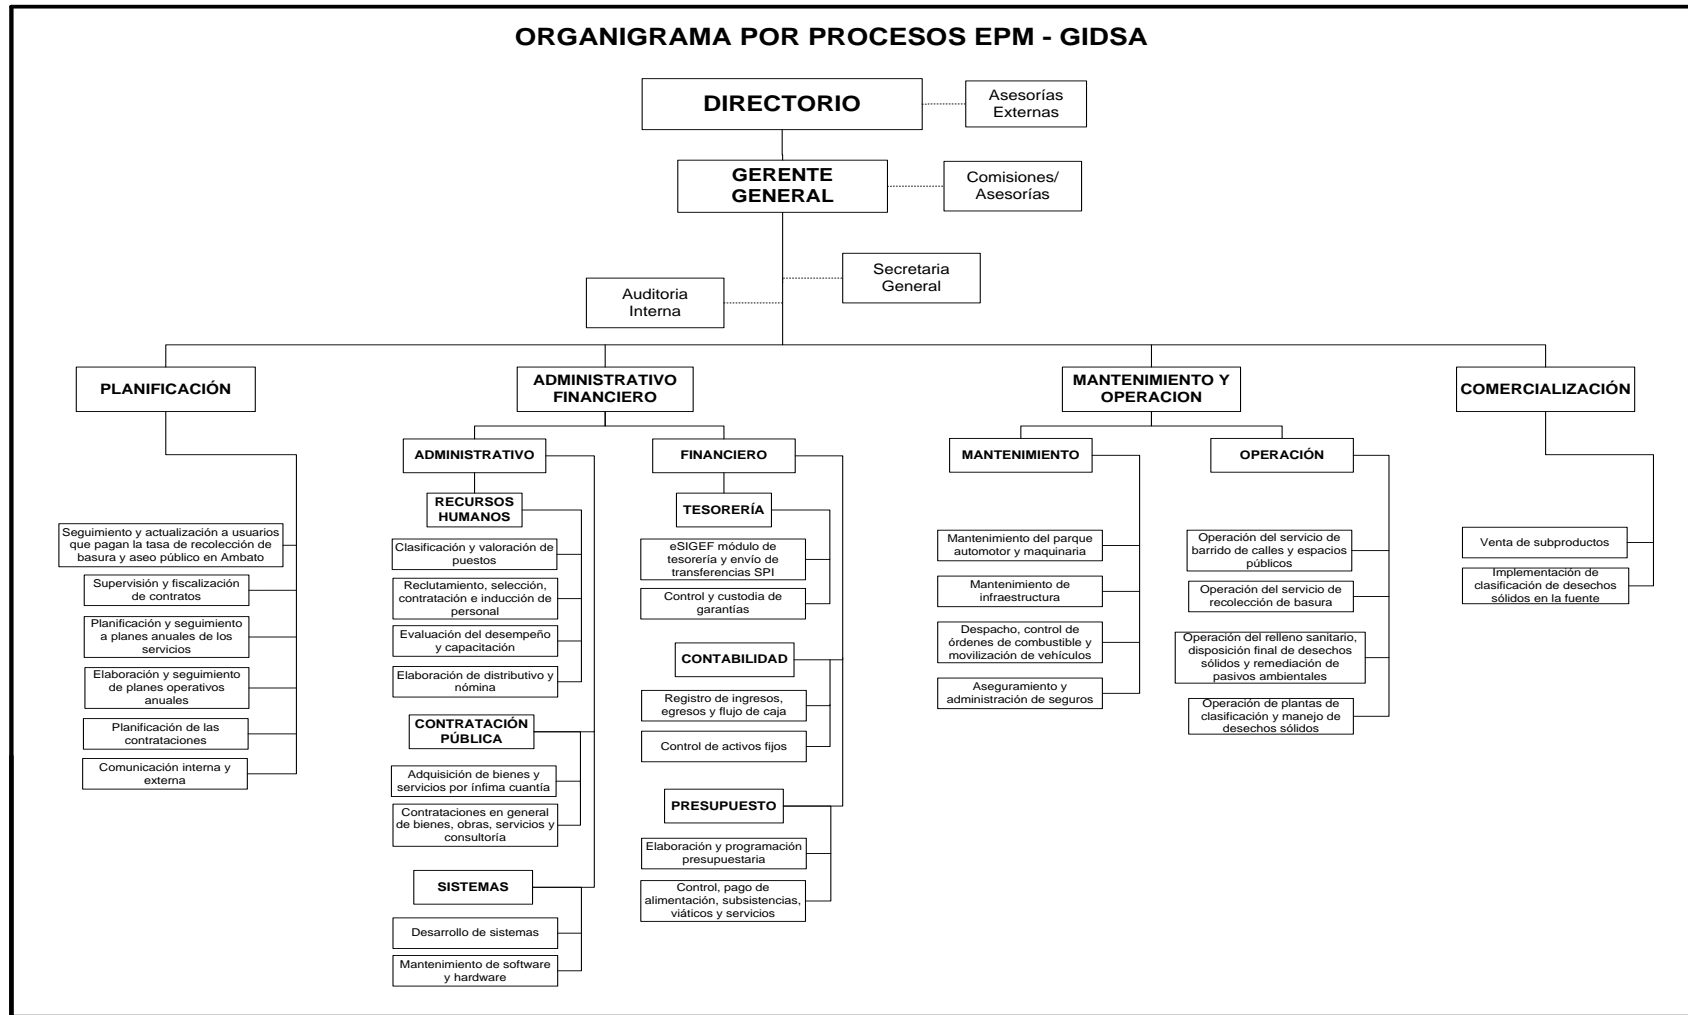 ORGANIGRAMA POR PROCESOS EPM - GIDSA
DIRECTORIO
Asesorías
Externas
GERENTE
GENERAL
Comisiones/
Asesorías
Secretaria
General
Auditoria
Interna
PLANIFICACIÓN
ADMINISTRATIVO
FINANCIERO
MANTENIMIENTO Y
OPERACION
COMERCIALIZACIÓN
Seguimiento y actualización a usuarios
que pagan la tasa de recolección de
basura y aseo público en Ambato
Supervisión y fiscalización
de contratos
Planificación y seguimiento
a planes anuales de los
servicios
Elaboración y seguimiento
de planes operativos
anuales
Planificación de las
contrataciones
Comunicación interna y
externa
ADMINISTRATIVO
RECURSOS
HUMANOS
Clasificación y valoración de
puestos
Reclutamiento, selección,
contratación e inducción de
personal
Evaluación del desempeño
y capacitación
Elaboración de distributivo y
nómina
CONTRATACIÓN
PÚBLICA
Adquisición de bienes y
servicios por ínfima cuantía
Contrataciones en general
de bienes, obras, servicios y
consultoría
SISTEMAS
Desarrollo de sistemas
Mantenimiento de software
y hardware
FINANCIERO
TESORERÍA
eSIGEF módulo de
tesorería y envío de
transferencias SPI
Control y custodia de
garantías
CONTABILIDAD
Registro de ingresos,
egresos y flujo de caja
Control de activos fijos
PRESUPUESTO
Elaboración y programación
presupuestaria
Control, pago de
alimentación, subsistencias,
viáticos y servicios
MANTENIMIENTO
Mantenimiento del parque
automotor y maquinaria
Mantenimiento de
infraestructura
Despacho, control de
órdenes de combustible y
movilización de vehículos
Aseguramiento y
administración de seguros
OPERACIÓN
Operación del servicio de
barrido de calles y espacios
públicos
Operación del servicio de
recolección de basura
Operación del relleno sanitario,
disposición final de desechos
sólidos y remediación de
pasivos ambientales
Operación de plantas de
clasificación y manejo de
desechos sólidos
Venta de subproductos
Implementación de
clasificación de desechos
sólidos en la fuente